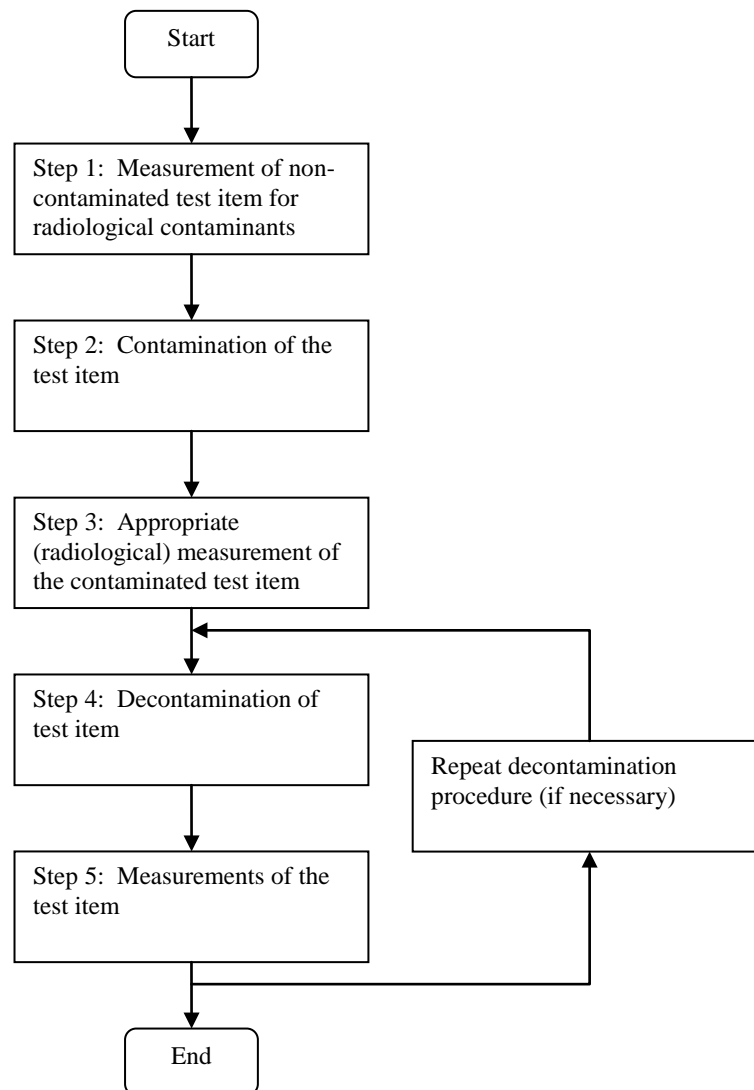 Start
Step 1:  Measurement of non-
contaminated test item for
radiological contaminants
Step 2:  Contamination of the
test item
Step 3:  Appropriate
(radiological) measurement of
the contaminated test item
Step 4:  Decontamination of
test item
Repeat decontamination
procedure (if necessary)
Step 5:  Measurements of the
test item
End